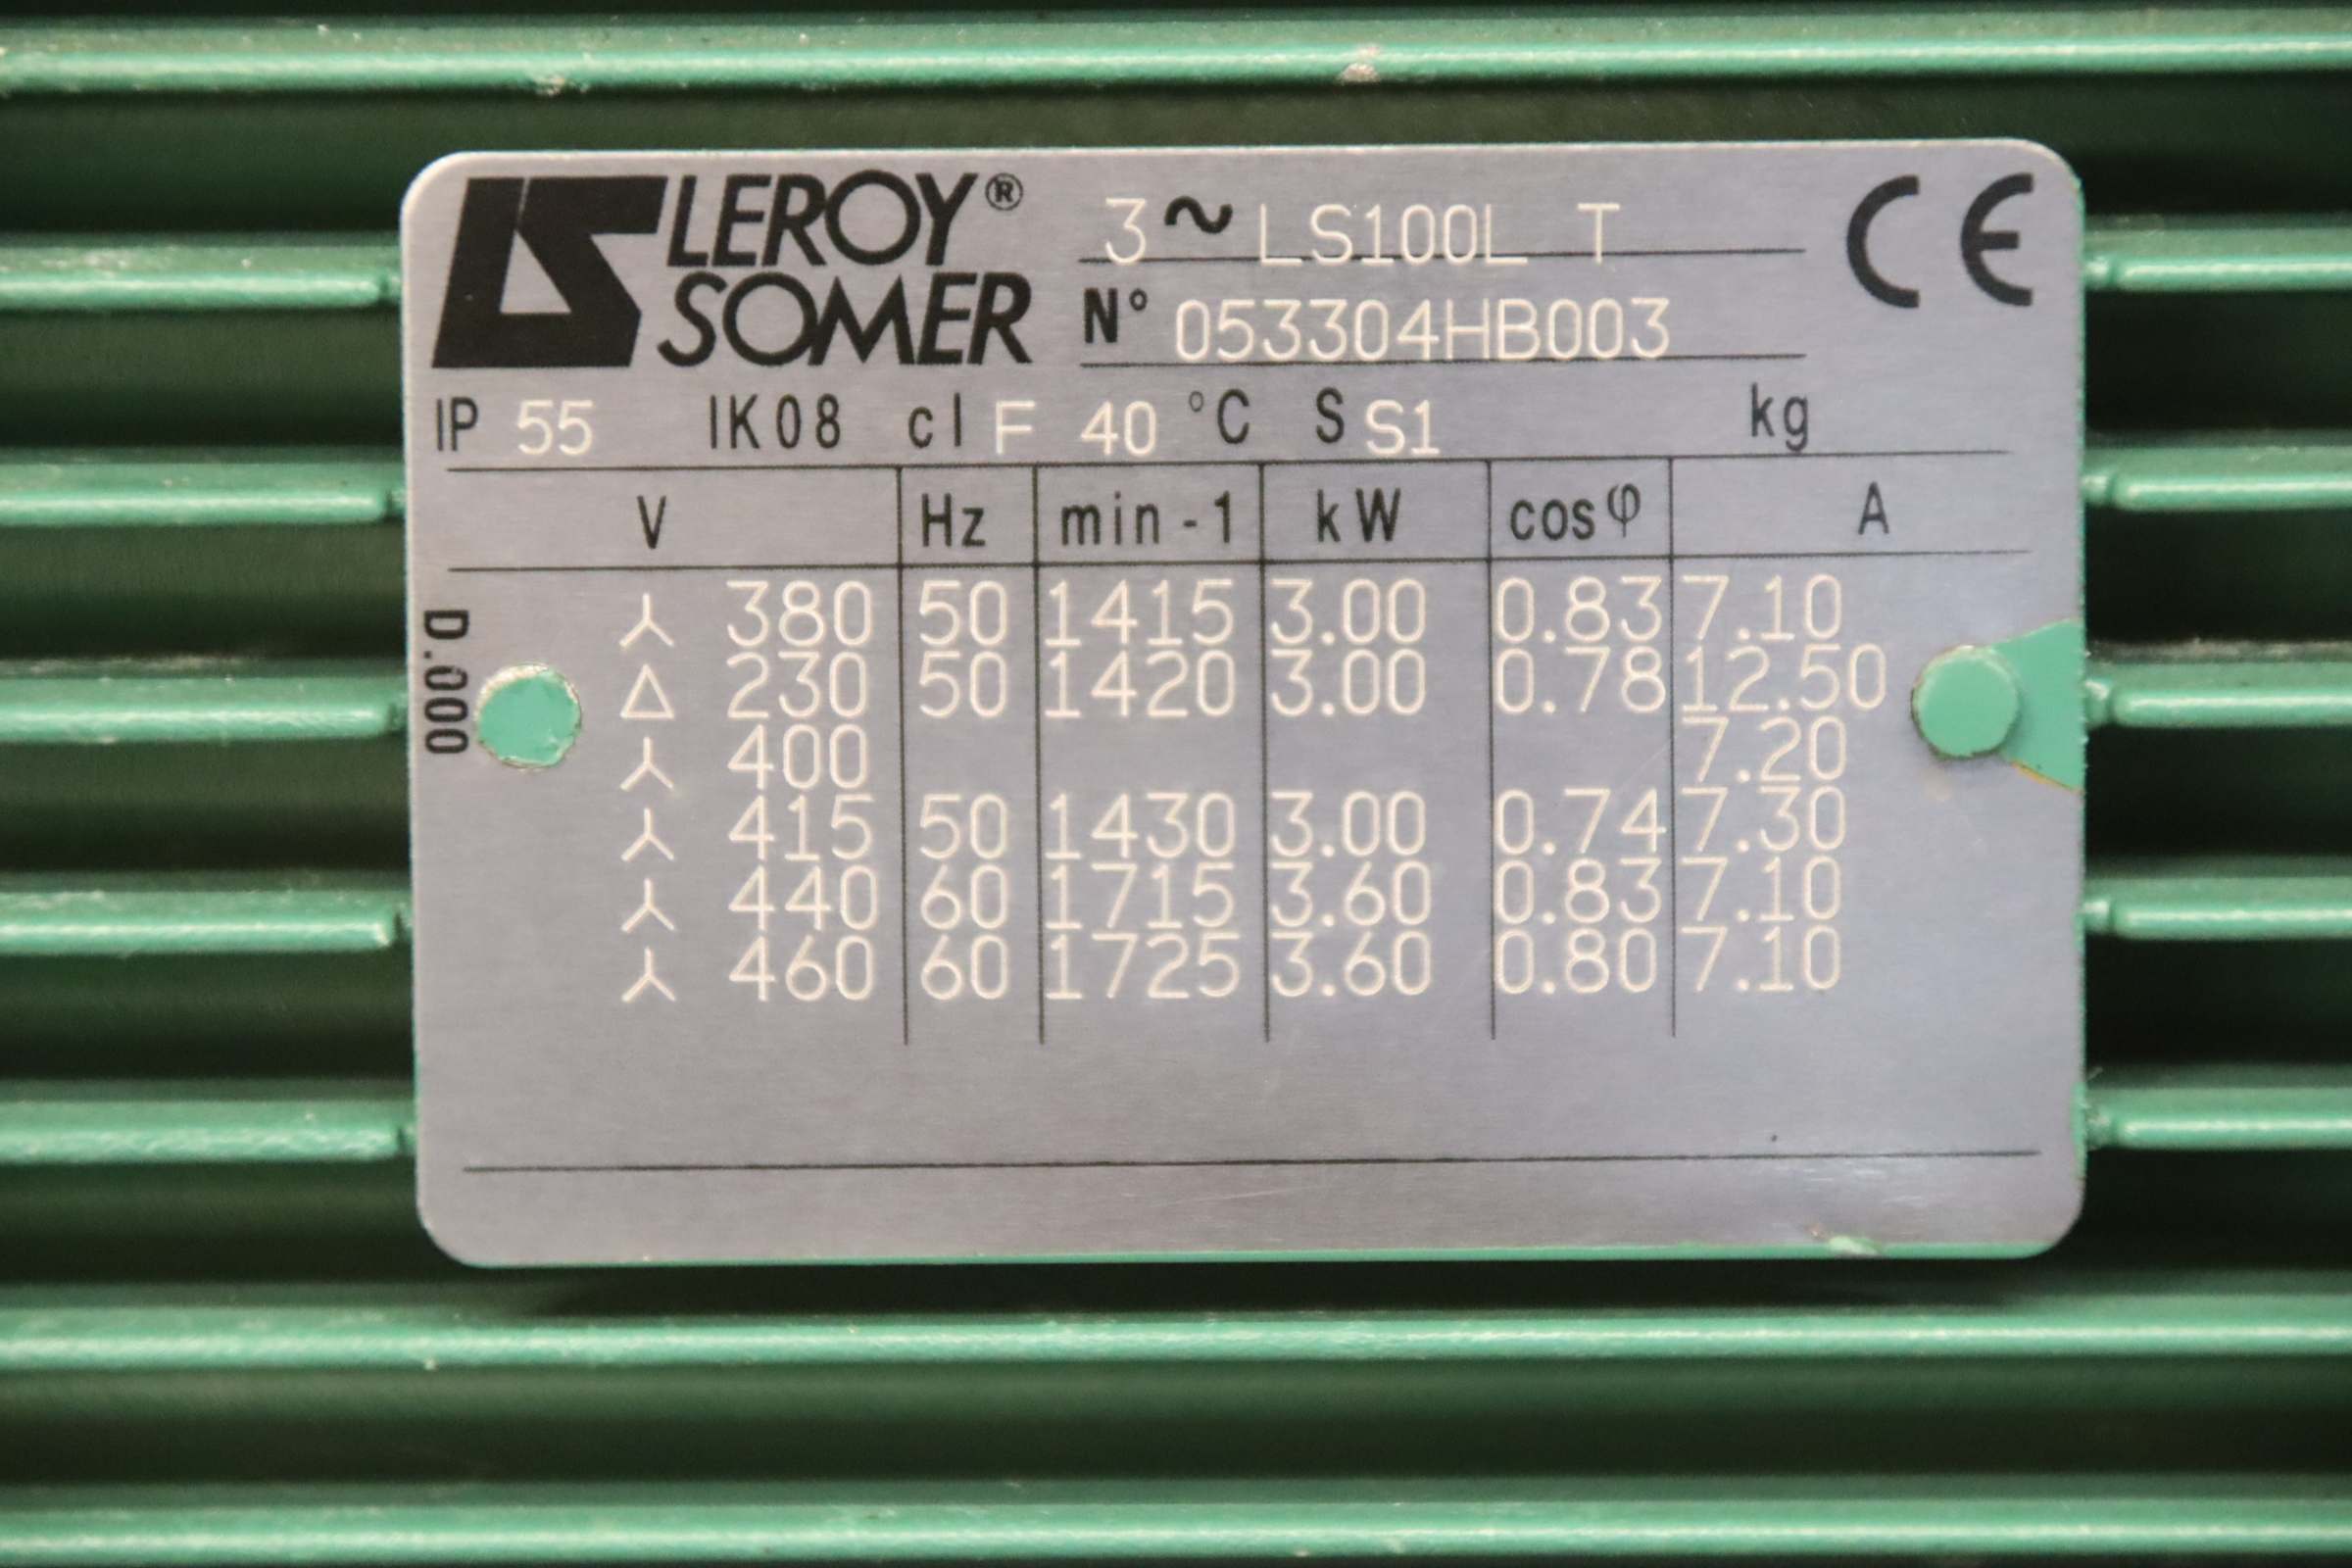 LEROY®
SOMER
3 ~ LS100L T
N° 053304HB003
CE
IP 55 IK08 cl F 40 °C S S1 kg
V Hz min-1 kW cosφ A
D.000
⅄ 380 50 1415 3.00 0.83 7.10
Δ 230 50 1420 3.00 0.78 12.50
⅄ 400 7.20
⅄ 415 50 1430 3.00 0.74 7.30
⅄ 440 60 1715 3.60 0.83 7.10
⅄ 460 60 1725 3.60 0.80 7.10